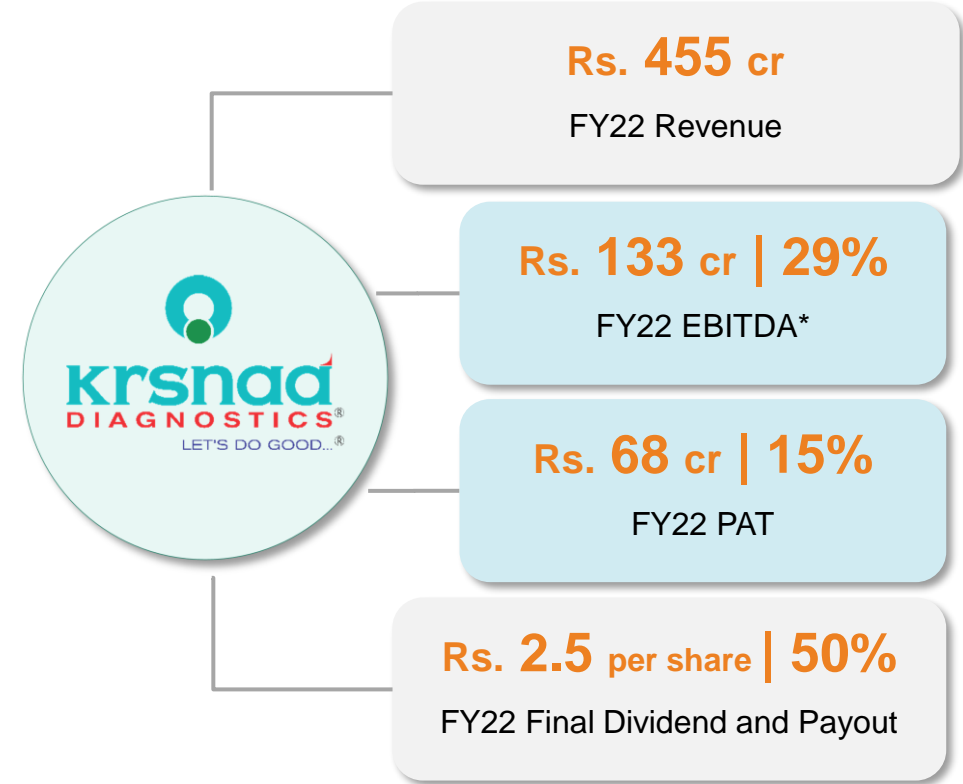 Rs. 455 cr
FY22 Revenue
Rs. 133 cr | 29%
FY22 EBITDA*
krsnaa
DIAGNOSTICS®
LET'S DO GOOD...®
Rs. 68 cr | 15%
FY22 PAT
Rs. 2.5 per share | 50%
FY22 Final Dividend and Payout